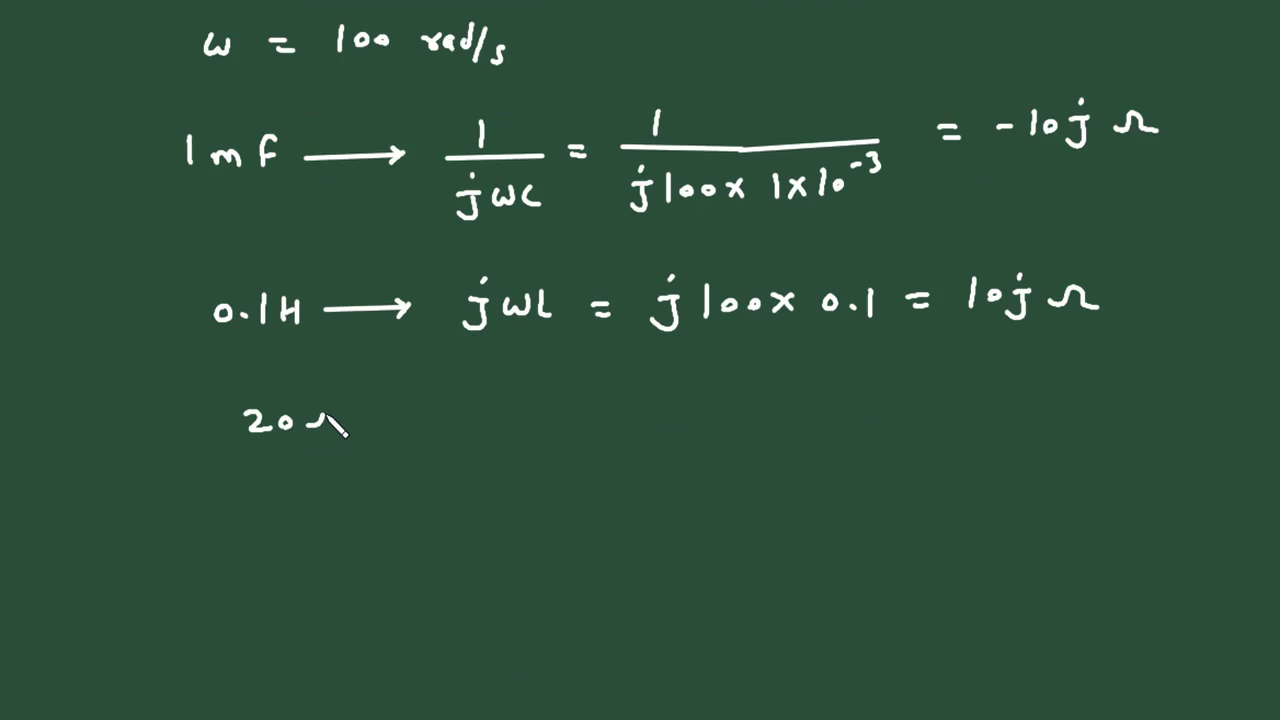 ω = 100 rad/s
1 mF ⟶ 1/jωC = 1/j100 x 1 x 10⁻³ = -10j Ω
0.1H ⟶ jωL = j100 x 0.1 = 10j Ω
20